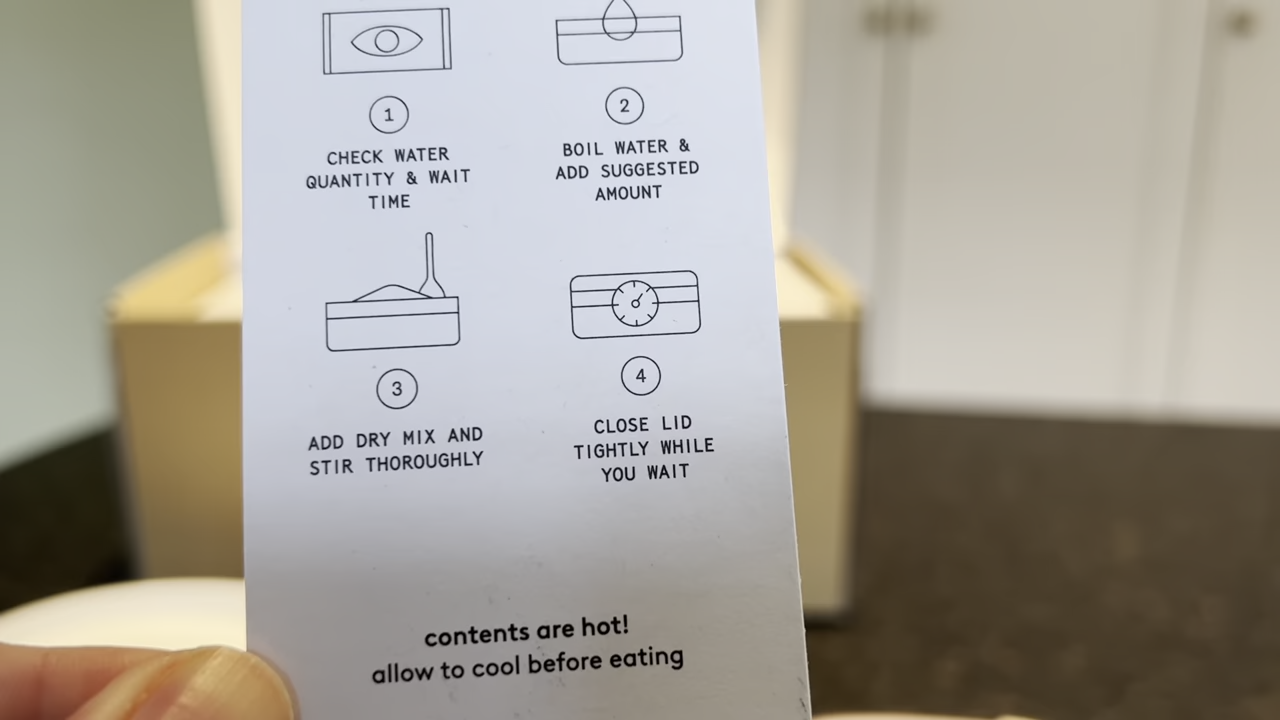 1
CHECK WATER
QUANTITY & WAIT
TIME
2
BOIL WATER &
ADD SUGGESTED
AMOUNT
3
ADD DRY MIX AND
STIR THOROUGHLY
4
CLOSE LID
TIGHTLY WHILE
YOU WAIT
contents are hot!
allow to cool before eating